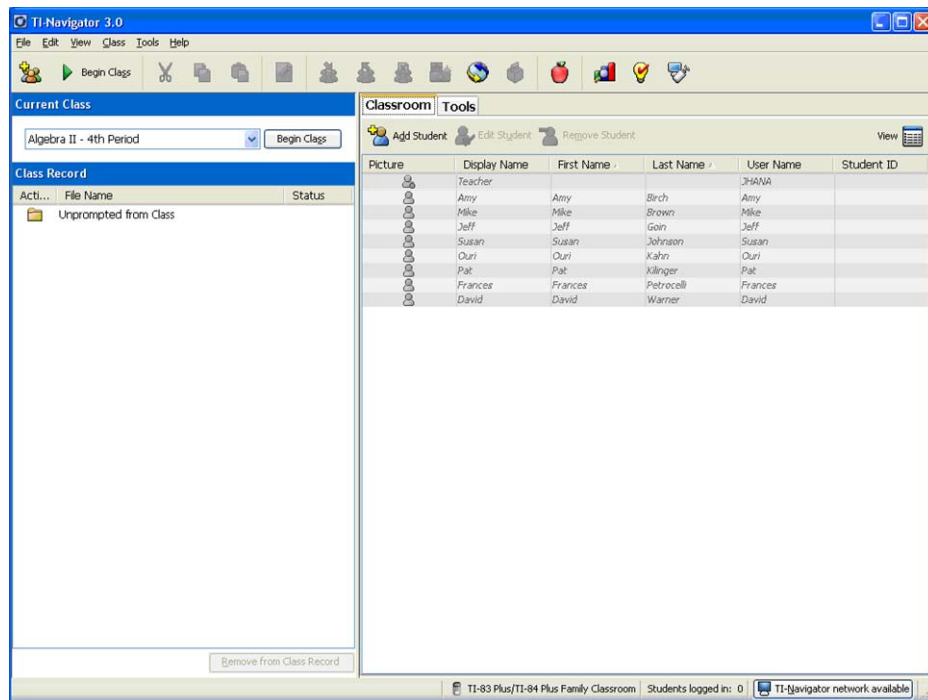 TI-Navigator 3.0
File Edit View Class Tools Help
Begin Class
Current Class
Algebra II - 4th Period Begin Class
Class Record
Acti... File Name Status
Unprompted from Class
Remove from Class Record
Classroom Tools
Add Student Edit Student Remove Student View
Picture Display Name First Name Last Name User Name Student ID
Teacher JHANA
Amy Amy Birch Amy
Mike Mike Brown Mike
Jeff Jeff Goin Jeff
Susan Susan Johnson Susan
Ouri Ouri Kahn Ouri
Pat Pat Kilinger Pat
Frances Frances Petrocelli Frances
David David Warner David
TI-83 Plus/TI-84 Plus Family Classroom Students logged in: 0 TI-Navigator network available